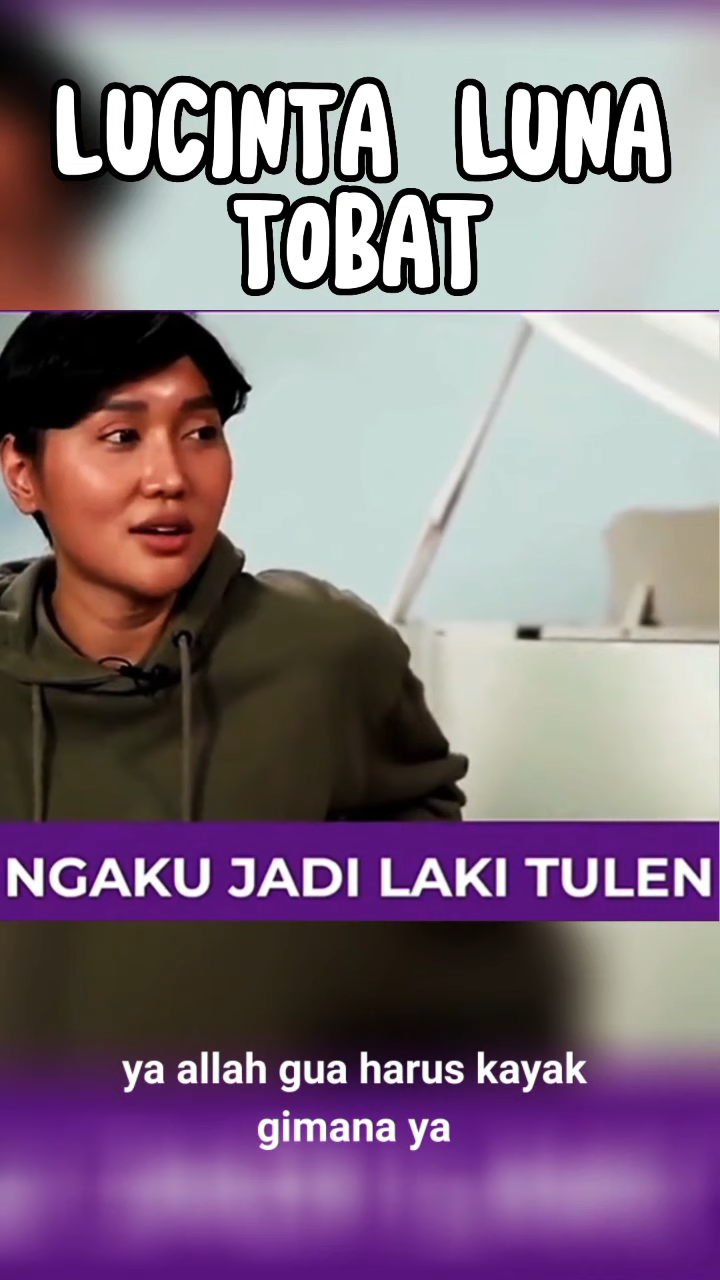 LUCINTA LUNA
TOBAT
NGAKU JADI LAKI TULEN
ya allah gua harus kayak
gimana ya